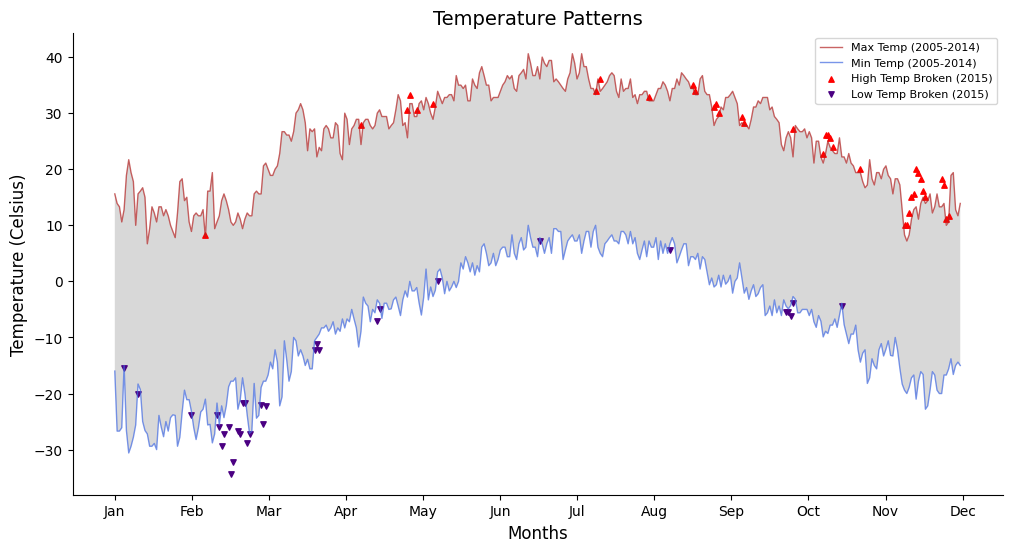 Temperature Patterns
Max Temp (2005-2014)
Min Temp (2005-2014)
High Temp Broken (2015)
Low Temp Broken (2015)
Temperature (Celsius)
40
30
20
10
0
−10
−20
−30
Jan Feb Mar Apr May Jun Jul Aug Sep Oct Nov Dec
Months